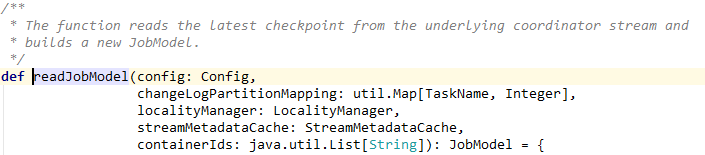 /**
 * The function reads the latest checkpoint from the underlying coordinator stream and
 * builds a new JobModel.
 */
def readJobModel(config: Config,
                 changeLogPartitionMapping: util.Map[TaskName, Integer],
                 localityManager: LocalityManager,
                 streamMetadataCache: StreamMetadataCache,
                 containerIds: java.util.List[String]): JobModel = {